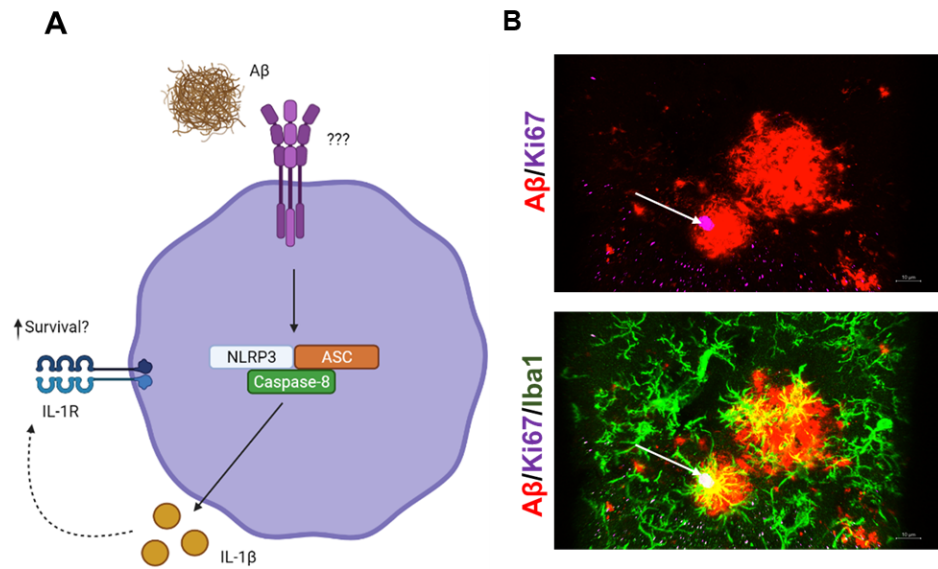 A
Aβ
???
NLRP3
ASC
Caspase-8
↑ Survival?
IL-1R
IL-1β
B
Aβ/Ki67
Aβ/Ki67/Iba1